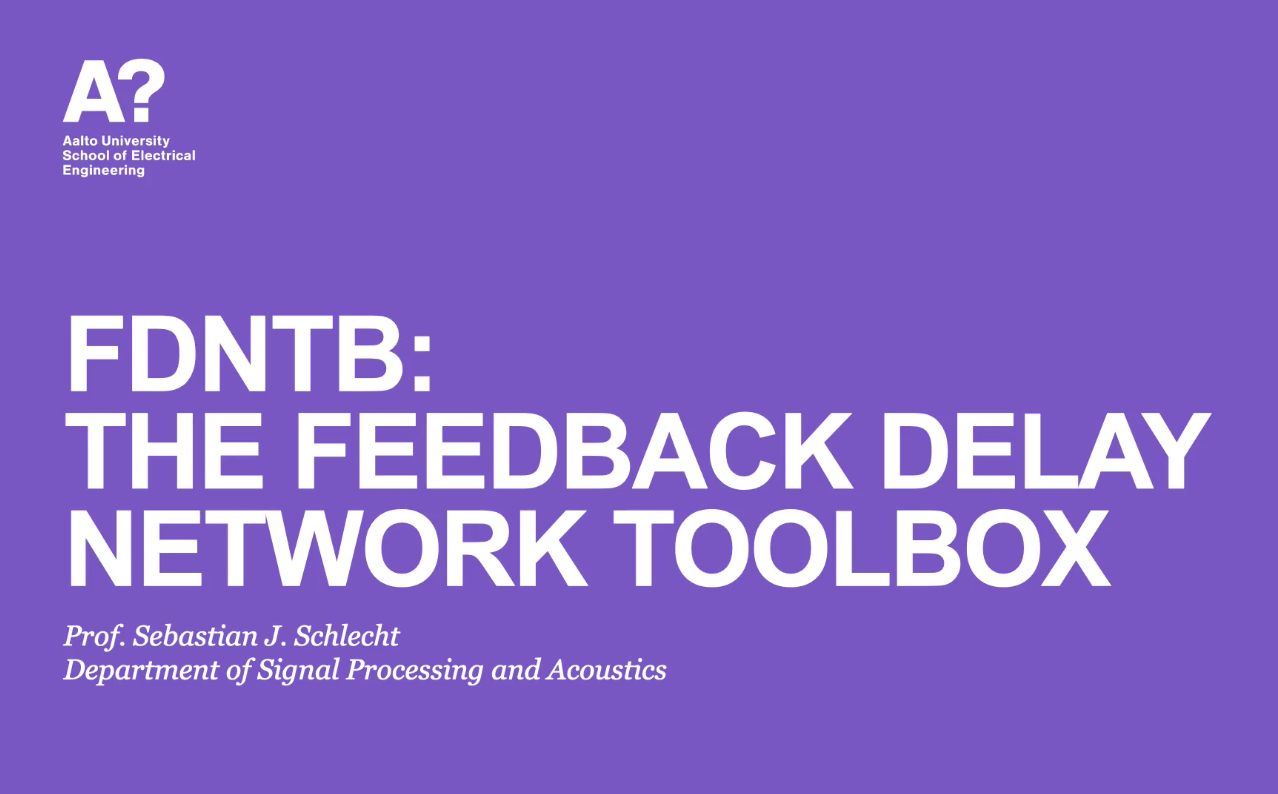 A?
Aalto University
School of Electrical
Engineering
FDNTB:
THE FEEDBACK DELAY
NETWORK TOOLBOX
Prof. Sebastian J. Schlecht
Department of Signal Processing and Acoustics